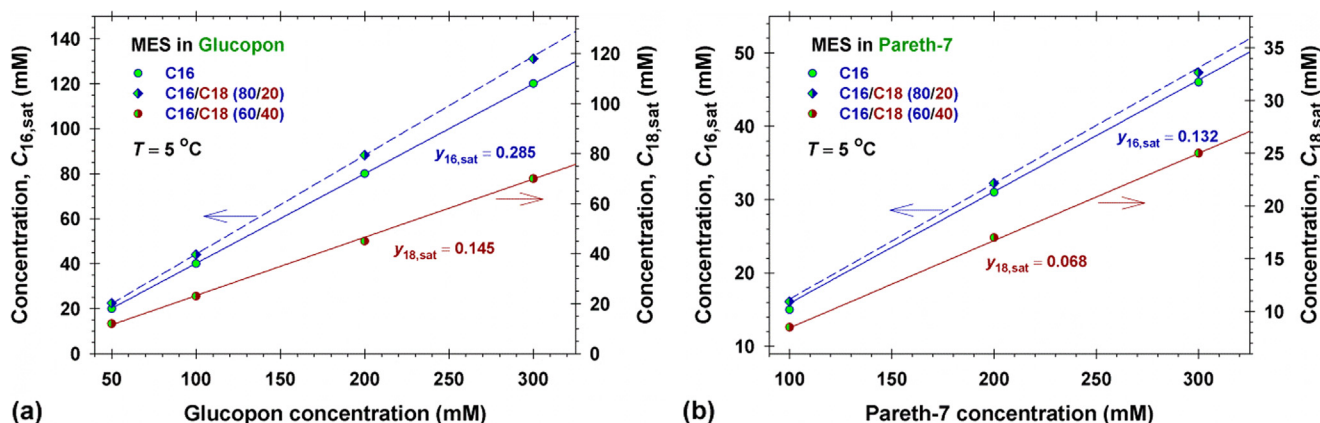 MES in Glucopon
C16
C16/C18 (80/20)
C16/C18 (60/40)
T = 5 °C
y16,sat = 0.285
y18,sat = 0.145
Concentration, C16,sat (mM)
0
20
40
60
80
100
120
140
Concentration, C18,sat (mM)
0
20
40
60
80
100
120
50
100
150
200
250
300
Glucopon concentration (mM)
(a)
MES in Pareth-7
C16
C16/C18 (80/20)
C16/C18 (60/40)
T = 5 °C
y16,sat = 0.132
y18,sat = 0.068
Concentration, C16,sat (mM)
10
20
30
40
50
Concentration, C18,sat (mM)
10
15
20
25
30
35
100
150
200
250
300
Pareth-7 concentration (mM)
(b)